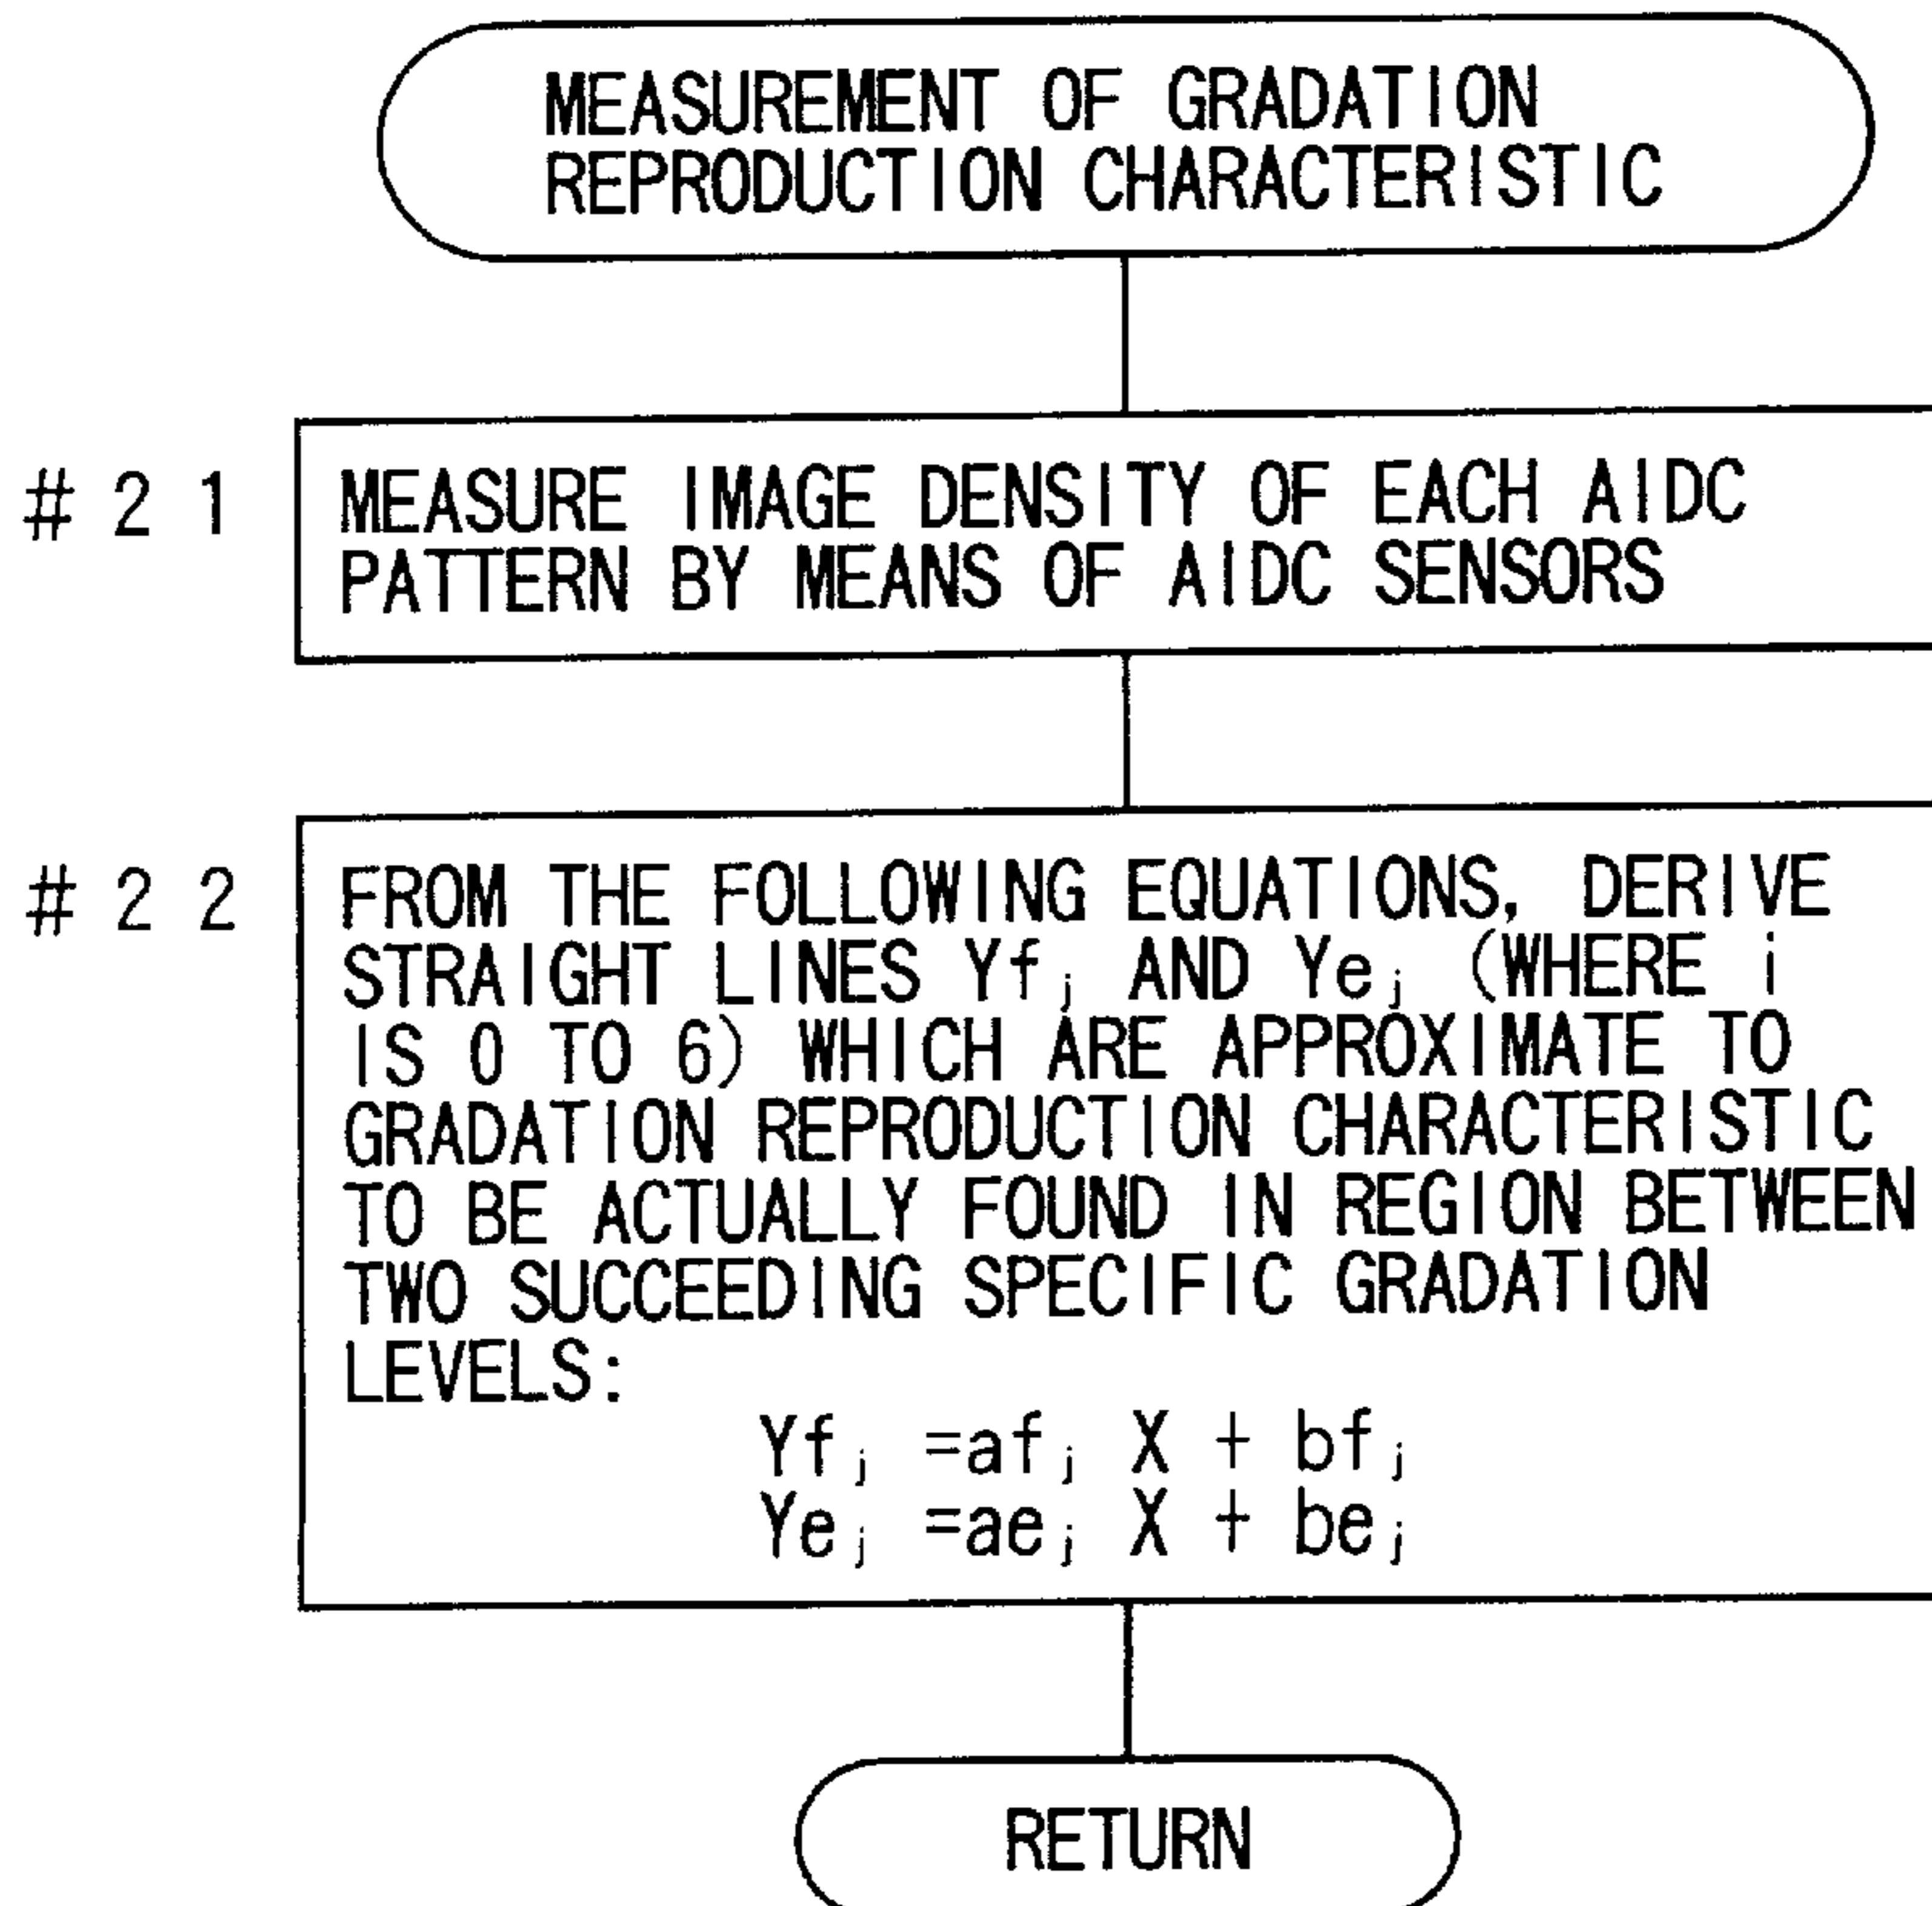 MEASUREMENT OF GRADATION
REPRODUCTION CHARACTERISTIC
#21
MEASURE IMAGE DENSITY OF EACH AIDC
PATTERN BY MEANS OF AIDC SENSORS
#22
FROM THE FOLLOWING EQUATIONS, DERIVE
STRAIGHT LINES Yfj AND Yej (WHERE i
IS 0 TO 6) WHICH ARE APPROXIMATE TO
GRADATION REPRODUCTION CHARACTERISTIC
TO BE ACTUALLY FOUND IN REGION BETWEEN
TWO SUCCEEDING SPECIFIC GRADATION
LEVELS:
Yfj =afj X + bfj
Yej =aej X + bej
RETURN